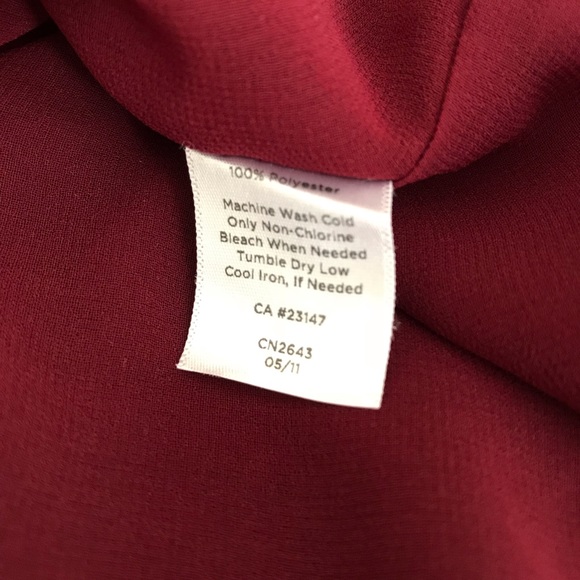 100% Polyester
Machine Wash Cold
Only Non-Chlorine
Bleach When Needed
Tumble Dry Low
Cool Iron, If Needed
CA #23147
CN2643
05/11